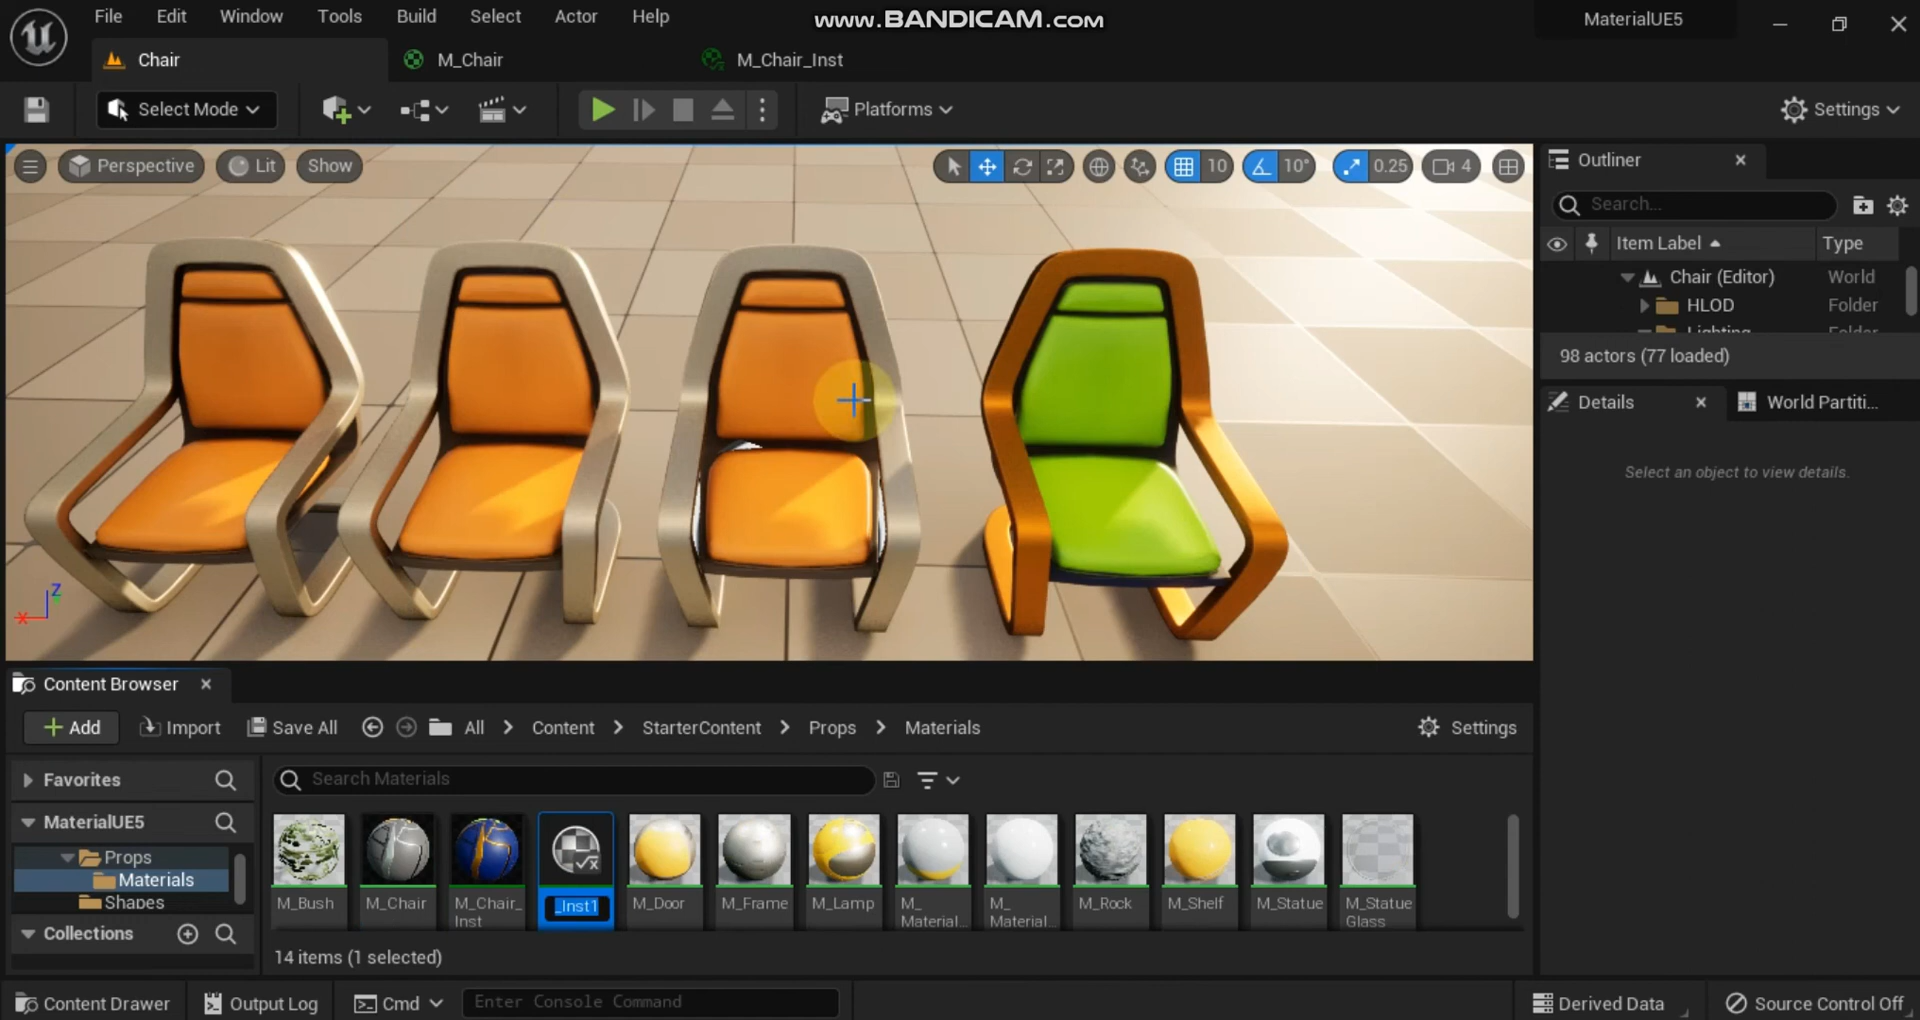 File Edit Window Tools Build Select Actor Help
www.BANDICAM.com
MaterialUE5
Chair
M_Chair
M_Chair_Inst
Select Mode
Platforms
Settings
Perspective
Lit
Show
10
10°
0.25
4
Outliner
Search...
Item Label
Type
Chair (Editor)
World
HLOD
Folder
Lighting
Folder
98 actors (77 loaded)
Details
World Partiti...
Select an object to view details.
Z
X
Content Browser
Add
Import
Save All
All > Content > StarterContent > Props > Materials
Settings
Favorites
Search Materials
MaterialUE5
Props
Materials
Shapes
Collections
M_Bush
M_Chair
M_Chair_
Inst
_Inst1
M_Door
M_Frame
M_Lamp
M_
Material...
M_
Material...
M_Rock
M_Shelf
M_Statue
M_Statue
Glass
14 items (1 selected)
Content Drawer
Output Log
Cmd
Enter Console Command
Derived Data
Source Control Off